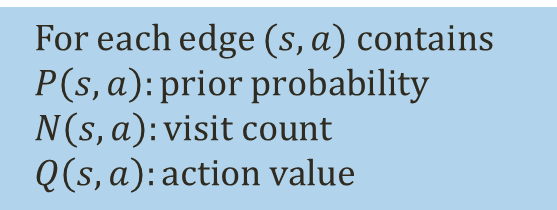 For each edge (s, a) contains
P(s, a): prior probability
N(s, a): visit count
Q(s, a): action value